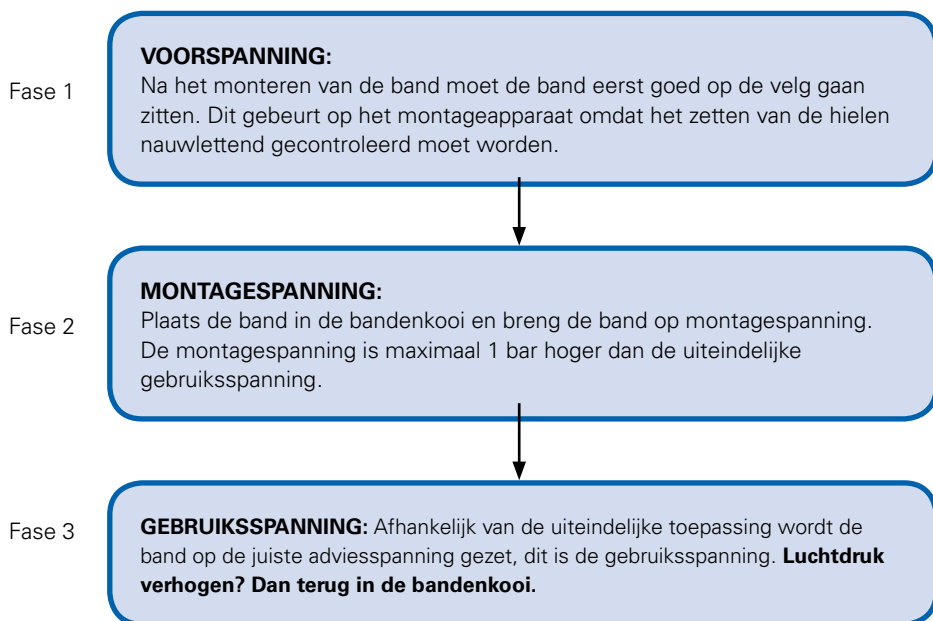 Fase 1
VOORSPANNING:
Na het monteren van de band moet de band eerst goed op de velg gaan
zitten. Dit gebeurt op het montageapparaat omdat het zetten van de hielen
nauwlettend gecontroleerd moet worden.
Fase 2
MONTAGESPANNING:
Plaats de band in de bandenkooi en breng de band op montagespanning.
De montagespanning is maximaal 1 bar hoger dan de uiteindelijke
gebruiksspanning.
Fase 3
GEBRUIKSSPANNING: Afhankelijk van de uiteindelijke toepassing wordt de
band op de juiste adviesspanning gezet, dit is de gebruiksspanning. Luchtdruk
verhogen? Dan terug in de bandenkooi.